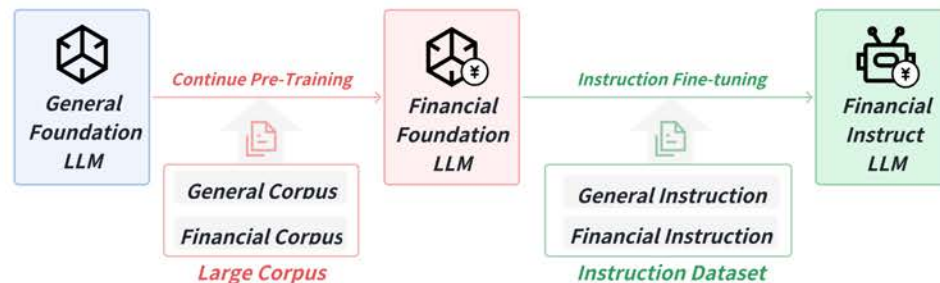 General
Foundation
LLM
Continue Pre-Training
General Corpus
Financial Corpus
Large Corpus
¥
Financial
Foundation
LLM
Instruction Fine-tuning
General Instruction
Financial Instruction
Instruction Dataset
¥
Financial
Instruct
LLM